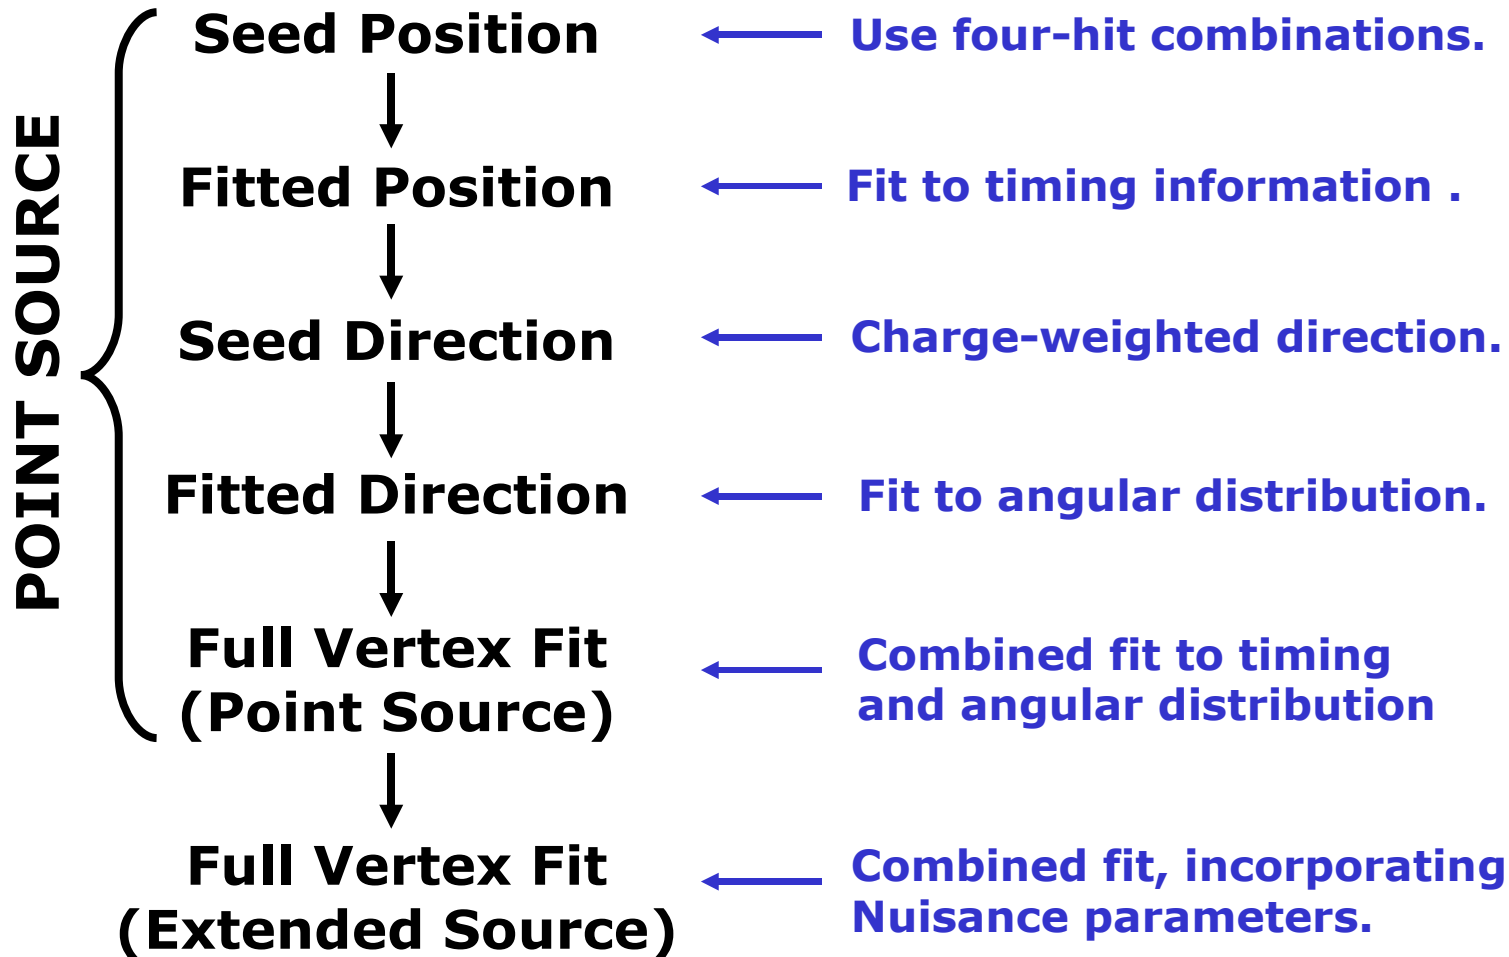 POINT SOURCE
Seed Position
Use four-hit combinations.
Fitted Position
Fit to timing information .
Seed Direction
Charge-weighted direction.
Fitted Direction
Fit to angular distribution.
Full Vertex Fit
(Point Source)
Combined fit to timing
and angular distribution
Full Vertex Fit
(Extended Source)
Combined fit, incorporating
Nuisance parameters.